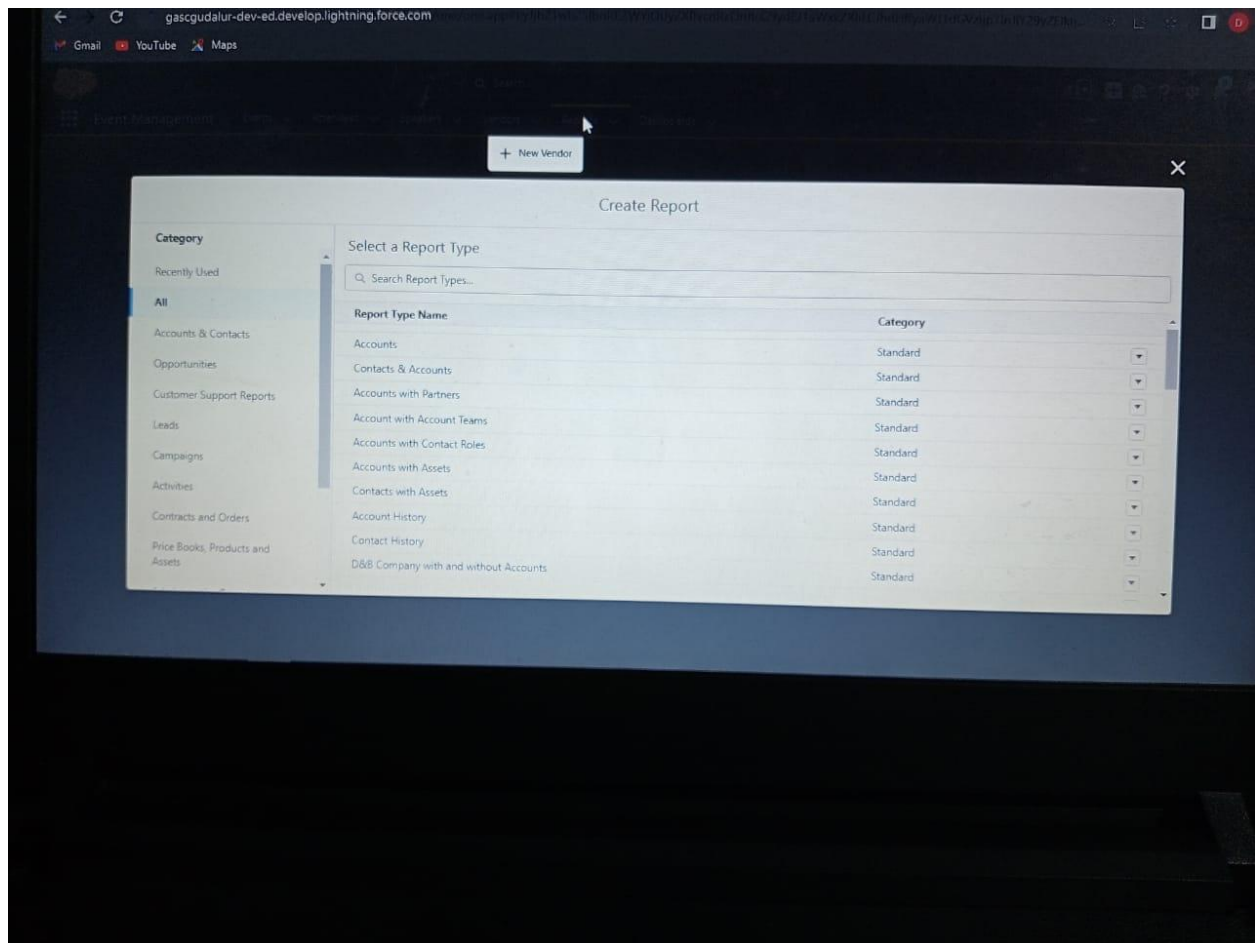 gascgudalur-dev-ed.develop.lightning.force.com
Gmail YouTube Maps D
Search...
Event Management
+ New Vendor
Create Report
Category
Recently Used
All
Accounts & Contacts
Opportunities
Customer Support Reports
Leads
Campaigns
Activities
Contracts and Orders
Price Books, Products and
Assets
Select a Report Type
Search Report Types...
Report Type Name Category
Accounts Standard
Contacts & Accounts Standard
Accounts with Partners Standard
Account with Account Teams Standard
Accounts with Contact Roles Standard
Accounts with Assets Standard
Contacts with Assets Standard
Account History Standard
Contact History Standard
D&B Company with and without Accounts Standard